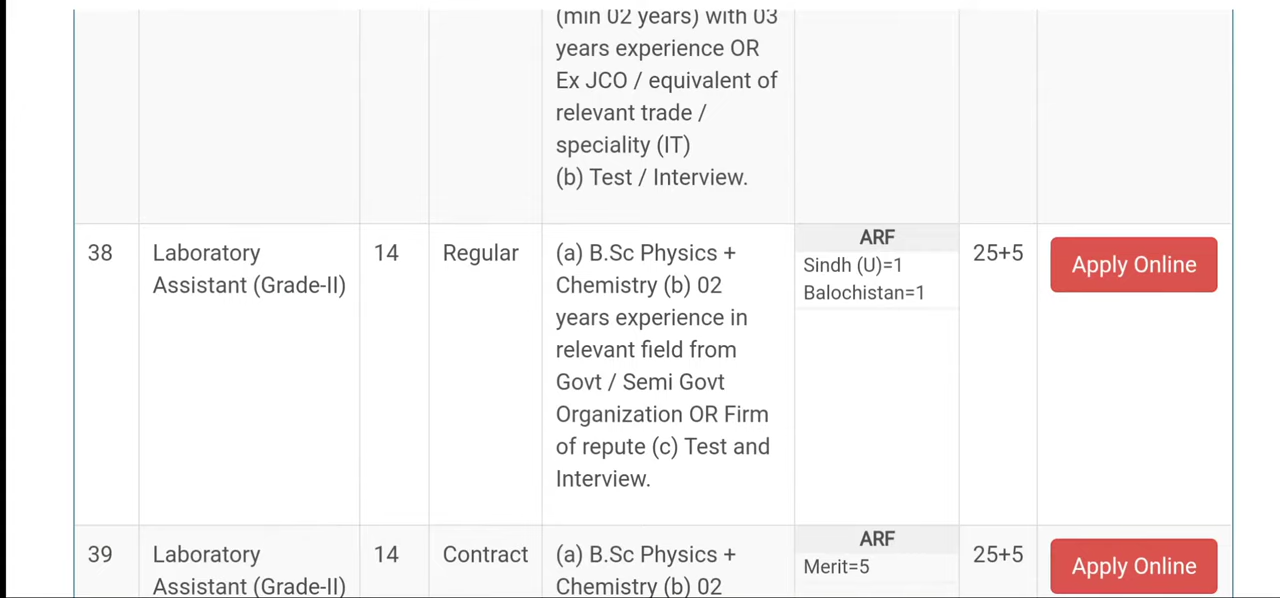 (min 02 years) with 03
years experience OR
Ex JCO / equivalent of
relevant trade /
speciality (IT)
(b) Test / Interview.
38
Laboratory
Assistant (Grade-II)
14
Regular
(a) B.Sc Physics +
Chemistry (b) 02
years experience in
relevant field from
Govt / Semi Govt
Organization OR Firm
of repute (c) Test and
Interview.
ARF
Sindh (U)=1
Balochistan=1
25+5
Apply Online
39
Laboratory
Assistant (Grade-II)
14
Contract
(a) B.Sc Physics +
Chemistry (b) 02
ARF
Merit=5
25+5
Apply Online